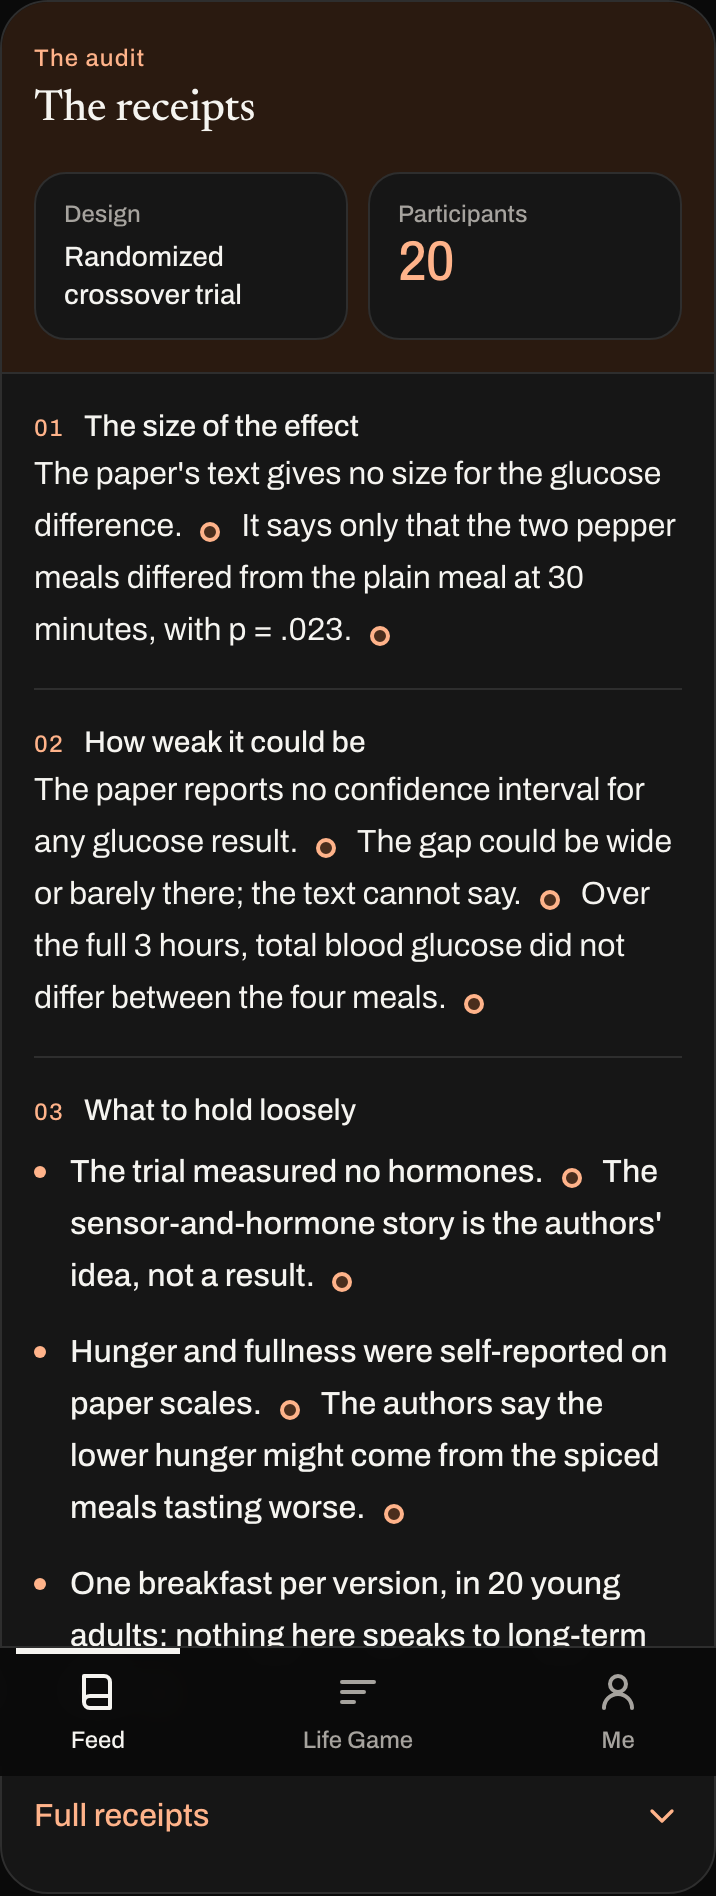 The audit
The receipts
Design
Randomized
crossover trial
Participants
20
01 The size of the effect
The paper's text gives no size for the glucose
difference. It says only that the two pepper
meals differed from the plain meal at 30
minutes, with p = .023.
02 How weak it could be
The paper reports no confidence interval for
any glucose result. The gap could be wide
or barely there; the text cannot say. Over
the full 3 hours, total blood glucose did not
differ between the four meals.
03 What to hold loosely
The trial measured no hormones. The
sensor-and-hormone story is the authors'
idea, not a result.
Hunger and fullness were self-reported on
paper scales. The authors say the
lower hunger might come from the spiced
meals tasting worse.
One breakfast per version, in 20 young
adults; nothing here speaks to long-term
Feed
Life Game
Me
Full receipts